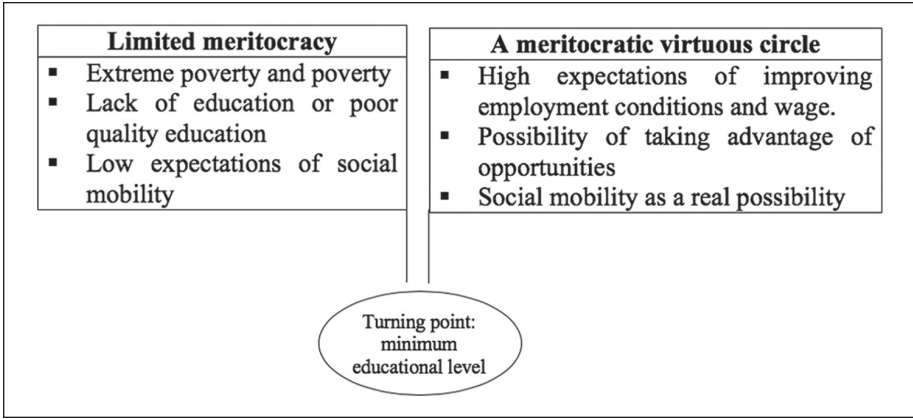 Limited meritocracy
▪ Extreme poverty and poverty
▪ Lack of education or poor
quality education
▪ Low expectations of social
mobility
A meritocratic virtuous circle
▪ High expectations of improving
employment conditions and wage.
▪ Possibility of taking advantage of
opportunities
▪ Social mobility as a real possibility
Turning point:
minimum
educational level